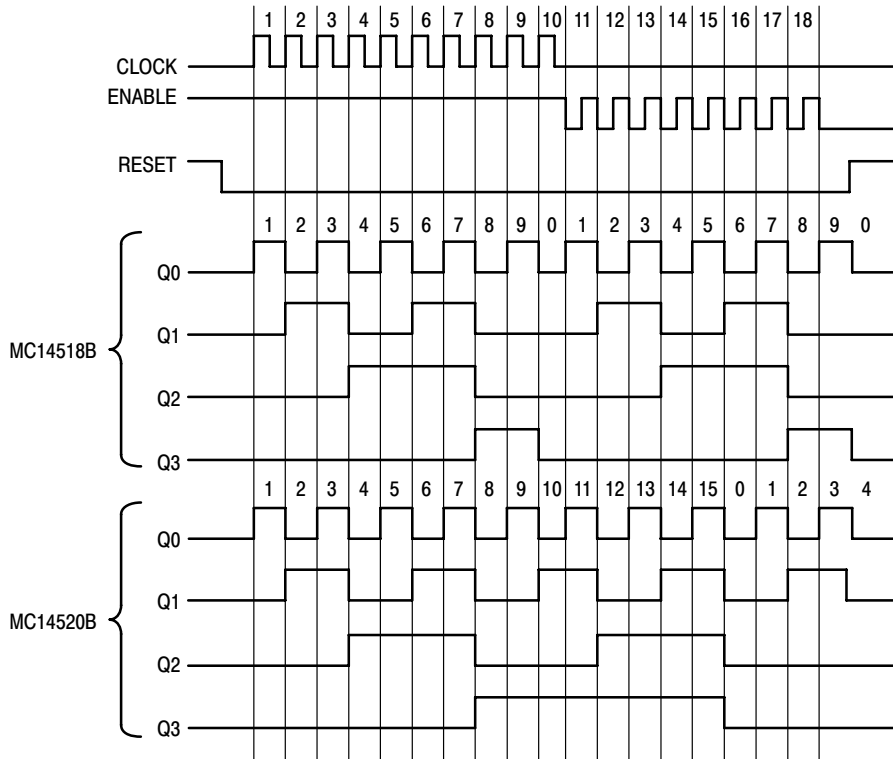 1 2 3 4 5 6 7 8 9 10 11 12 13 14 15 16 17 18
CLOCK
ENABLE
RESET
1 2 3 4 5 6 7 8 9 0 1 2 3 4 5 6 7 8 9 0
Q0
Q1
MC14518B
Q2
Q3
1 2 3 4 5 6 7 8 9 10 11 12 13 14 15 0 1 2 3 4
Q0
Q1
MC14520B
Q2
Q3